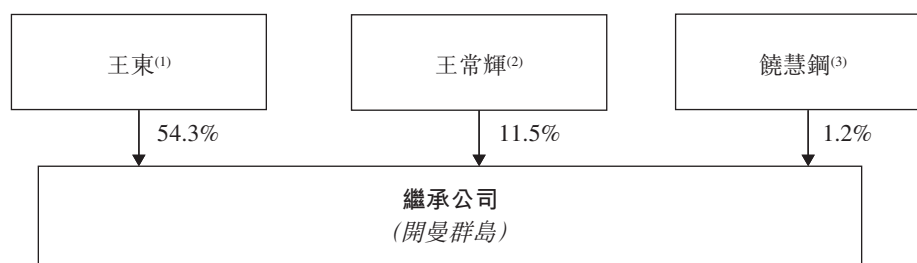 王東(1)
王常輝(2)
饒慧鋼(3)
54.3%
11.5%
1.2%
繼承公司
(開曼群島)